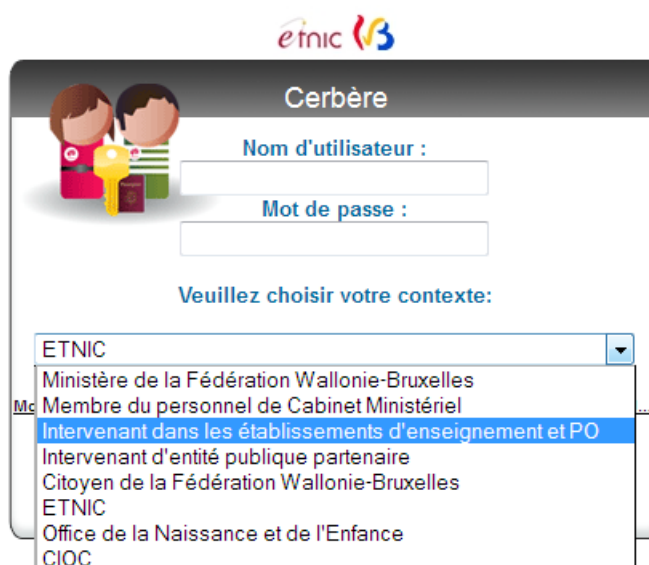 etnic
Cerbère
Nom d'utilisateur :
Mot de passe :
Veuillez choisir votre contexte:
ETNIC
Ministère de la Fédération Wallonie-Bruxelles
Membre du personnel de Cabinet Ministériel
Intervenant dans les établissements d'enseignement et PO
Intervenant d'entité publique partenaire
Citoyen de la Fédération Wallonie-Bruxelles
ETNIC
Office de la Naissance et de l'Enfance
CIOC